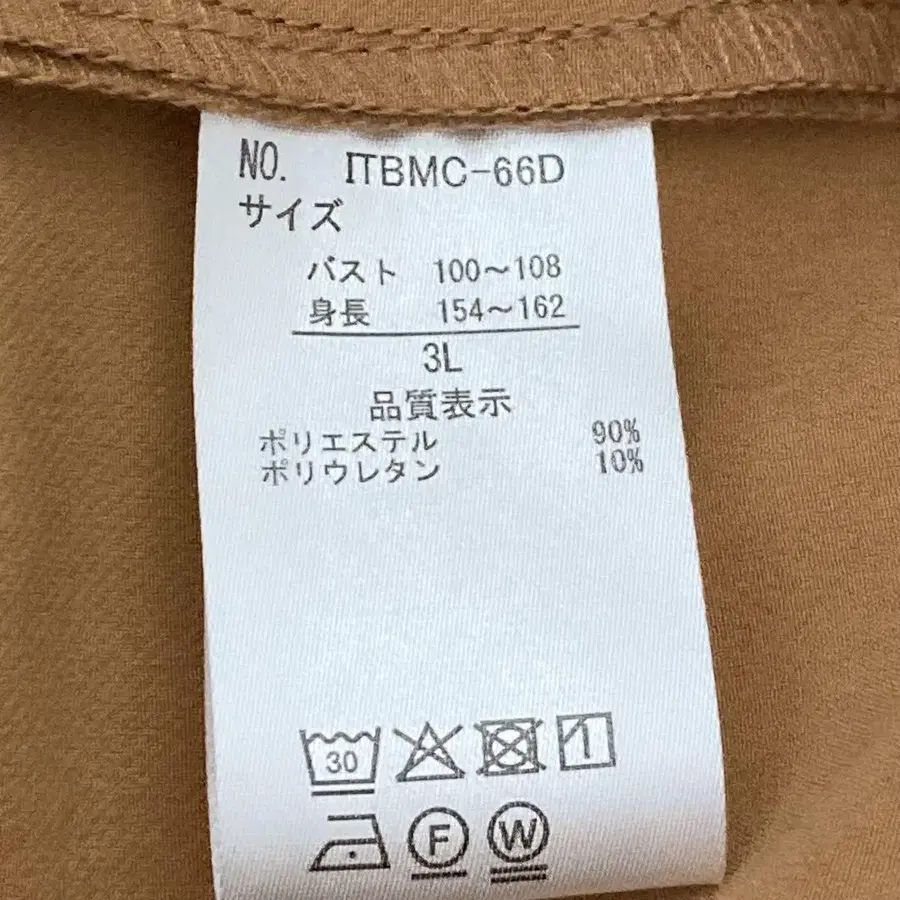 NO. ITBMC-66D
サイズ
バスト 100～108
身長 154～162
3L
品質表示
ポリエステル 90%
ポリウレタン 10%
30
F W